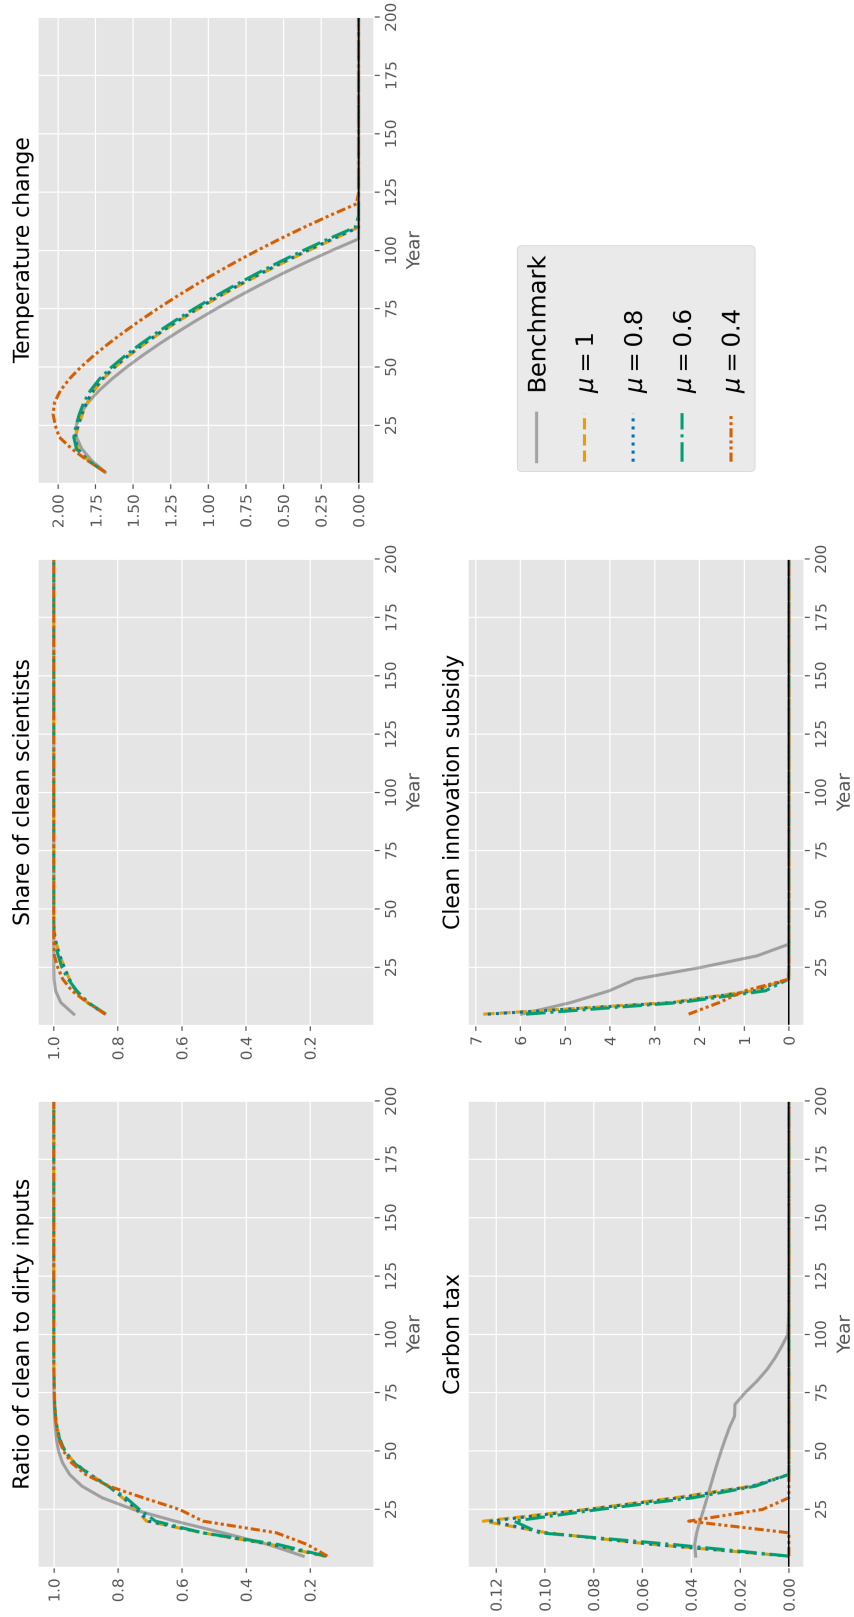 Ratio of clean to dirty inputs
1.0
0.8
0.6
0.4
0.2
25 50 75 100 125 150 175 200
Year
Share of clean scientists
1.0
0.8
0.6
0.4
0.2
25 50 75 100 125 150 175 200
Year
Temperature change
2.00
1.75
1.50
1.25
1.00
0.75
0.50
0.25
0.00
25 50 75 100 125 150 175 200
Year
Carbon tax
0.12
0.10
0.08
0.06
0.04
0.02
0.00
25 50 75 100 125 150 175 200
Year
Clean innovation subsidy
7
6
5
4
3
2
1
0
25 50 75 100 125 150 175 200
Year
Benchmark
μ = 1
μ = 0.8
μ = 0.6
μ = 0.4